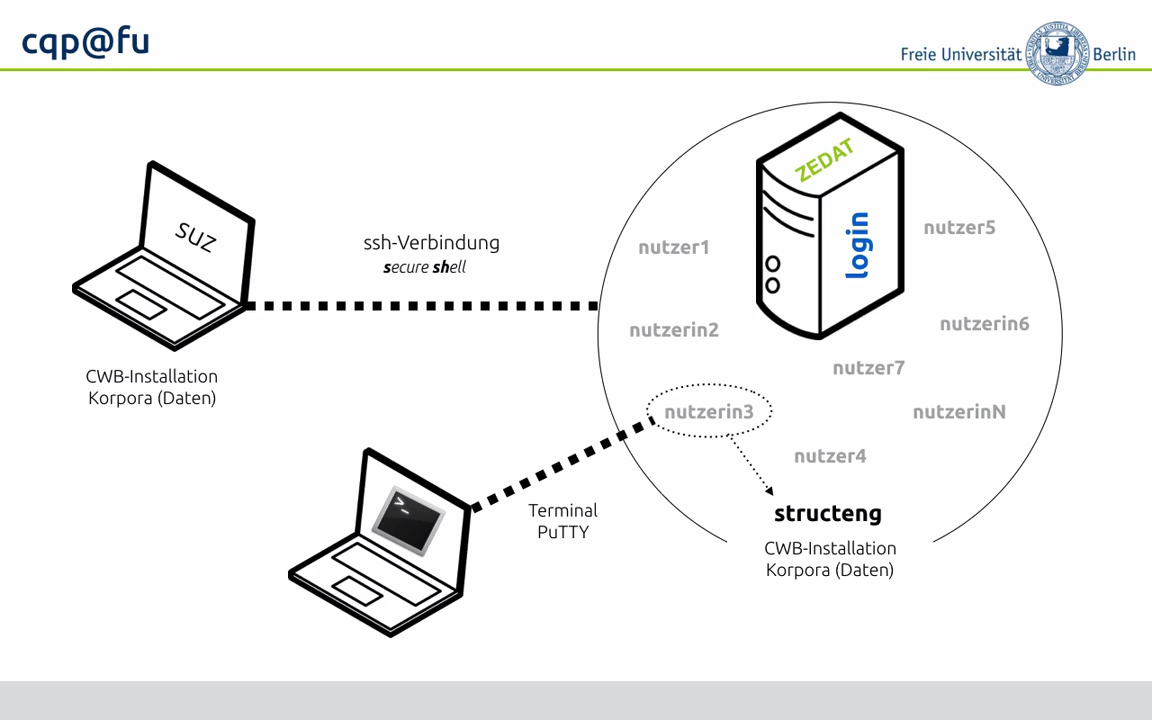 cqp@fu
Freie Universität Berlin
ZEDAT
login
suz
ssh-Verbindung
secure shell
nutzer1
nutzer5
nutzerin2
nutzerin6
nutzer7
CWB-Installation
Korpora (Daten)
nutzerin3
nutzerinN
nutzer4
>_
Terminal
PuTTY
structeng
CWB-Installation
Korpora (Daten)